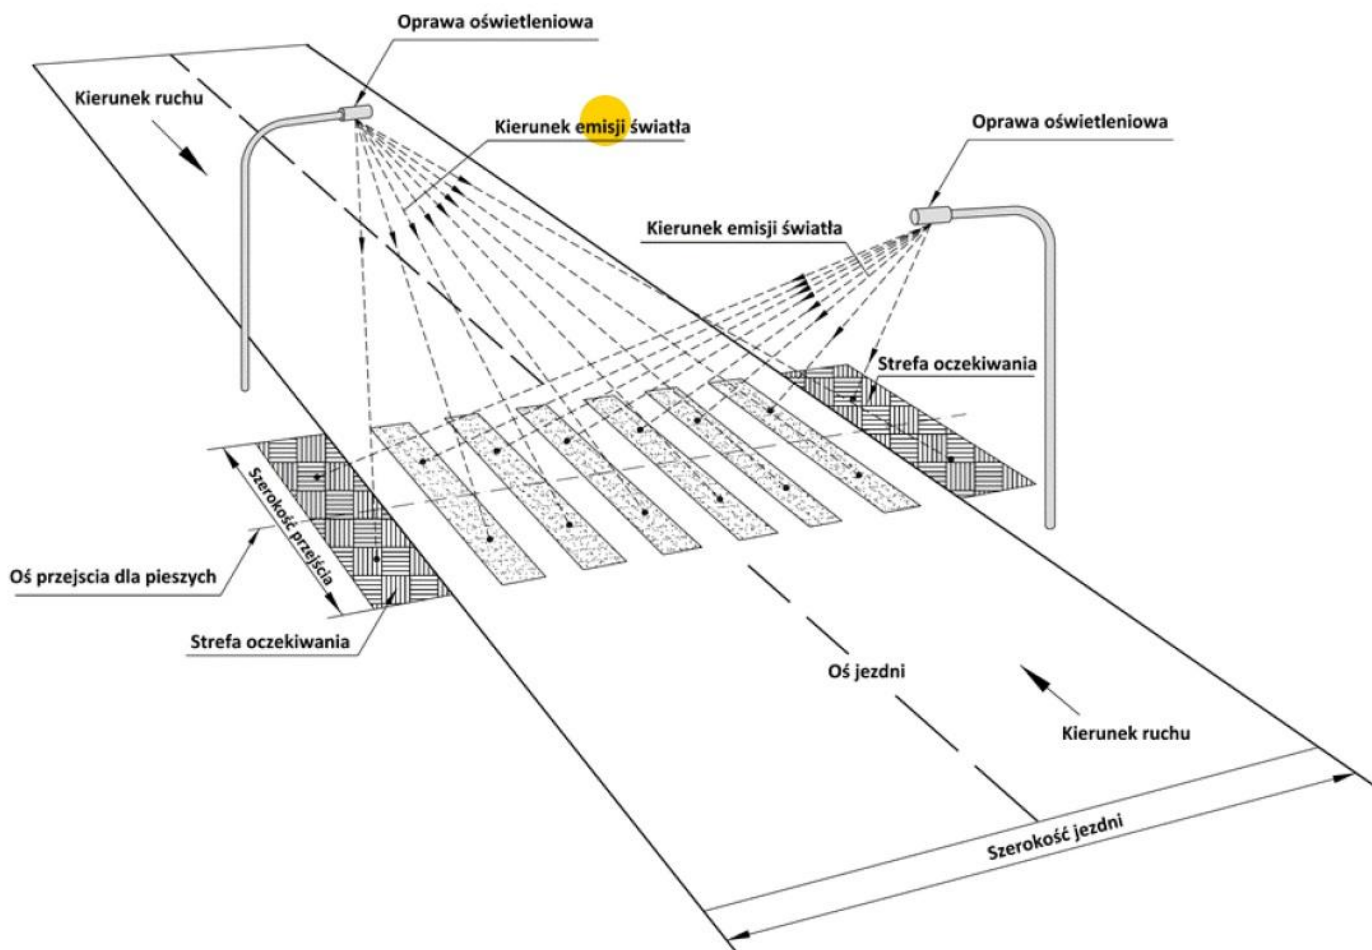 Oprawa oświetleniowa
Kierunek ruchu
Kierunek emisji światła
Oprawa oświetleniowa
Kierunek emisji światła
Strefa oczekiwania
Szerokość przejścia
Oś przejscia dla pieszych
Strefa oczekiwania
Oś jezdni
Kierunek ruchu
Szerokość jezdni